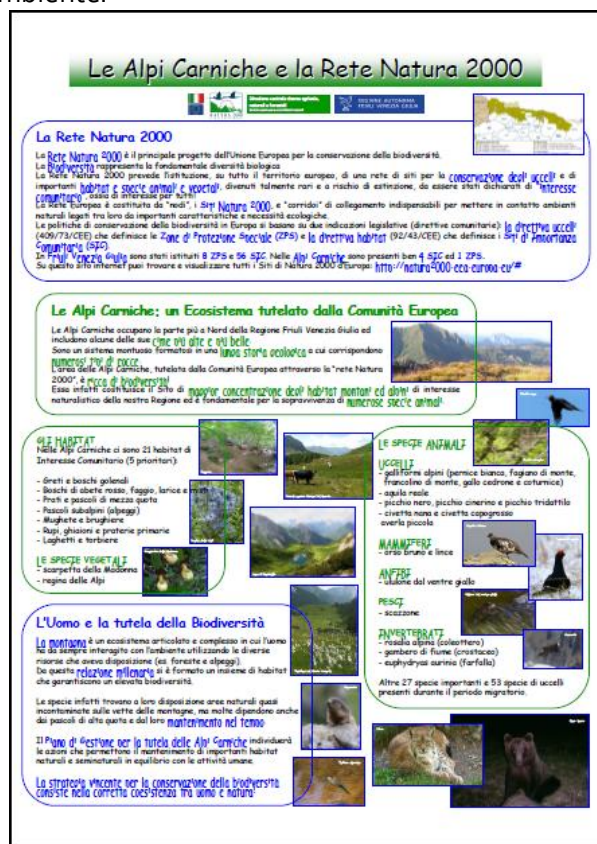 mbiente.
Le Alpi Carniche e la Rete Natura 2000
REGIONE AUTONOMA
FRIULI VENEZIA GIULIA
La Rete Natura 2000
La Rete Natura 2000 è il principale progetto dell'Unione Europea per la conservazione della biodiversità.
La Biodiversità rappresenta la fondamentale diversità biologica
La Rete Natura 2000 prevede l'istituzione, su tutto il territorio europeo, di una rete di siti per la conservazione degli uccelli e di
importanti habitat e specie animali e vegetali, divenuti talmente rari e a rischio di estinzione, da essere stati dichiarati di "interesse
comunitario", ossia di interesse per tutti!
La Rete Europea è costituita da "nodi", i Siti Natura 2000, e "corridoi" di collegamento indispensabili per mettere in contatto ambienti
naturali legati tra loro da importanti caratteristiche e necessità ecologiche.
Le politiche di conservazione della biodiversità in Europa si basano su due indicazioni legislative (direttive comunitarie): la direttiva uccelli
(409/73/CEE) che definisce le Zone di Protezione Speciale (ZPS) e la direttiva habitat (92/43/CEE) che definisce i Siti di Importanza
Comunitaria (SIC).
In Friuli Venezia Giulia sono stati istituiti 8 ZPS e 56 SIC. Nelle Alpi Carniche sono presenti ben 4 SIC ed 1 ZPS.
Su questo sito internet puoi trovare e visualizzare tutti i Siti di Natura 2000 d'Europa: http://natura2000.eea.europa.eu/#
Le Alpi Carniche: un Ecosistema tutelato dalla Comunità Europea
Le Alpi Carniche occupano la parte più a Nord della Regione Friuli Venezia Giulia ed
includono alcune delle sue cime più alte e più belle
Sono un sistema montuoso formatosi in una lunga storia geologica a cui corrispondono
numerosi tipi di rocce.
L'area delle Alpi Carniche, tutelata dalla Comunità Europea attraverso la "rete Natura
2000", è ricca di biodiversità!
Essa infatti costituisce il Sito di maggior concentrazione degli habitat montani ed alpini di interesse
naturalistico della nostra Regione ed è fondamentale per la sopravvivenza di numerose specie animali.
GLI HABITAT
Nelle Alpi Carniche ci sono 21 habitat di
Interesse Comunitario (5 prioritari):
- Greti e boschi golenali
- Boschi di abete rosso, faggio, larice e
- Prati e pascoli di mezza quota
- Pascoli subalpini (alpeggi)
- Mughete e brughiere
- Rupi, ghiaioni e praterie primarie
- Laghetti e torbiere
LE SPECIE VEGETALI
- scarpetta della Madonna
- regina delle Alpi
LE SPECIE ANIMALI
UCCELLI
- galliformi alpini (pernice bianca, fagiano di monte,
francolino di monte, gallo cedrone e coturnice)
- aquila reale
- picchio nero, picchio cinerino e picchio tridattilo
- civetta nana e civetta capogrosso
averla piccola
MAMMIFERI
- orso bruno e lince
ANFIBI
- ululone dal ventre giallo
PESCI
- scazzone
INVERTEBRATI
- rosalia alpina (coleottero)
- gambero di fiume (crostaceo)
- euphydryas aurinia (farfalla)
Altre 27 specie importanti e 53 specie di uccelli
presenti durante il periodo migratorio.
L'Uomo e la tutela della Biodiversità
La montagna è un ecosistema articolato e complesso in cui l'uomo
ha da sempre interagito con l'ambiente utilizzando le diverse
risorse che aveva disposizione (es. foreste e alpeggi).
Da questa relazione millenaria si è formato un insieme di habitat
che garantiscono un elevata biodiversità.
Le specie infatti trovano a loro disposizione aree naturali quasi
incontaminate sulle vette delle montagne, ma molte dipendono anche
dai pascoli di alta quota e dal loro mantenimento nel tempo
Il Piano di Gestione per la tutela delle Alpi Carniche individuerà
le azioni che permettono il mantenimento di importanti habitat
naturali e seminaturali in equilibrio con le attività umane.
La strategia vincente per la conservazione della biodiversità
consiste nella corretta coesistenza tra uomo e natura!